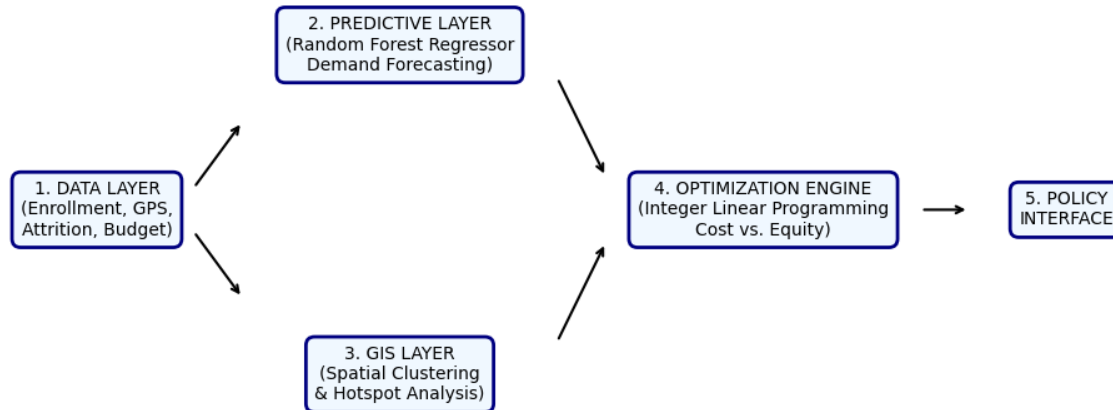 2. PREDICTIVE LAYER
(Random Forest Regressor
Demand Forecasting)
1. DATA LAYER
(Enrollment, GPS,
Attrition, Budget)
4. OPTIMIZATION ENGINE
(Integer Linear Programming
Cost vs. Equity)
5. POLICY
INTERFACE
3. GIS LAYER
(Spatial Clustering
& Hotspot Analysis)